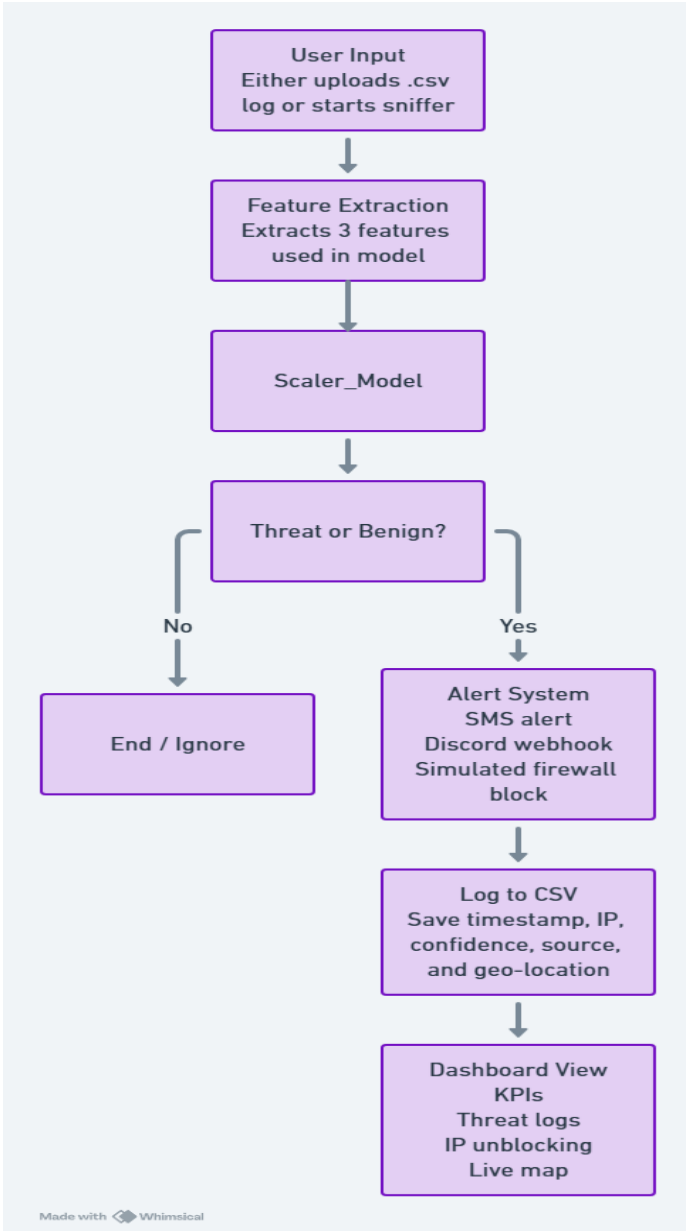 User Input
Either uploads .csv
log or starts sniffer
Feature Extraction
Extracts 3 features
used in model
Scaler_Model
Threat or Benign?
No
Yes
End / Ignore
Alert System
SMS alert
Discord webhook
Simulated firewall
block
Log to CSV
Save timestamp, IP,
confidence, source,
and geo-location
Dashboard View
KPIs
Threat logs
IP unblocking
Live map
Made with Whimsical